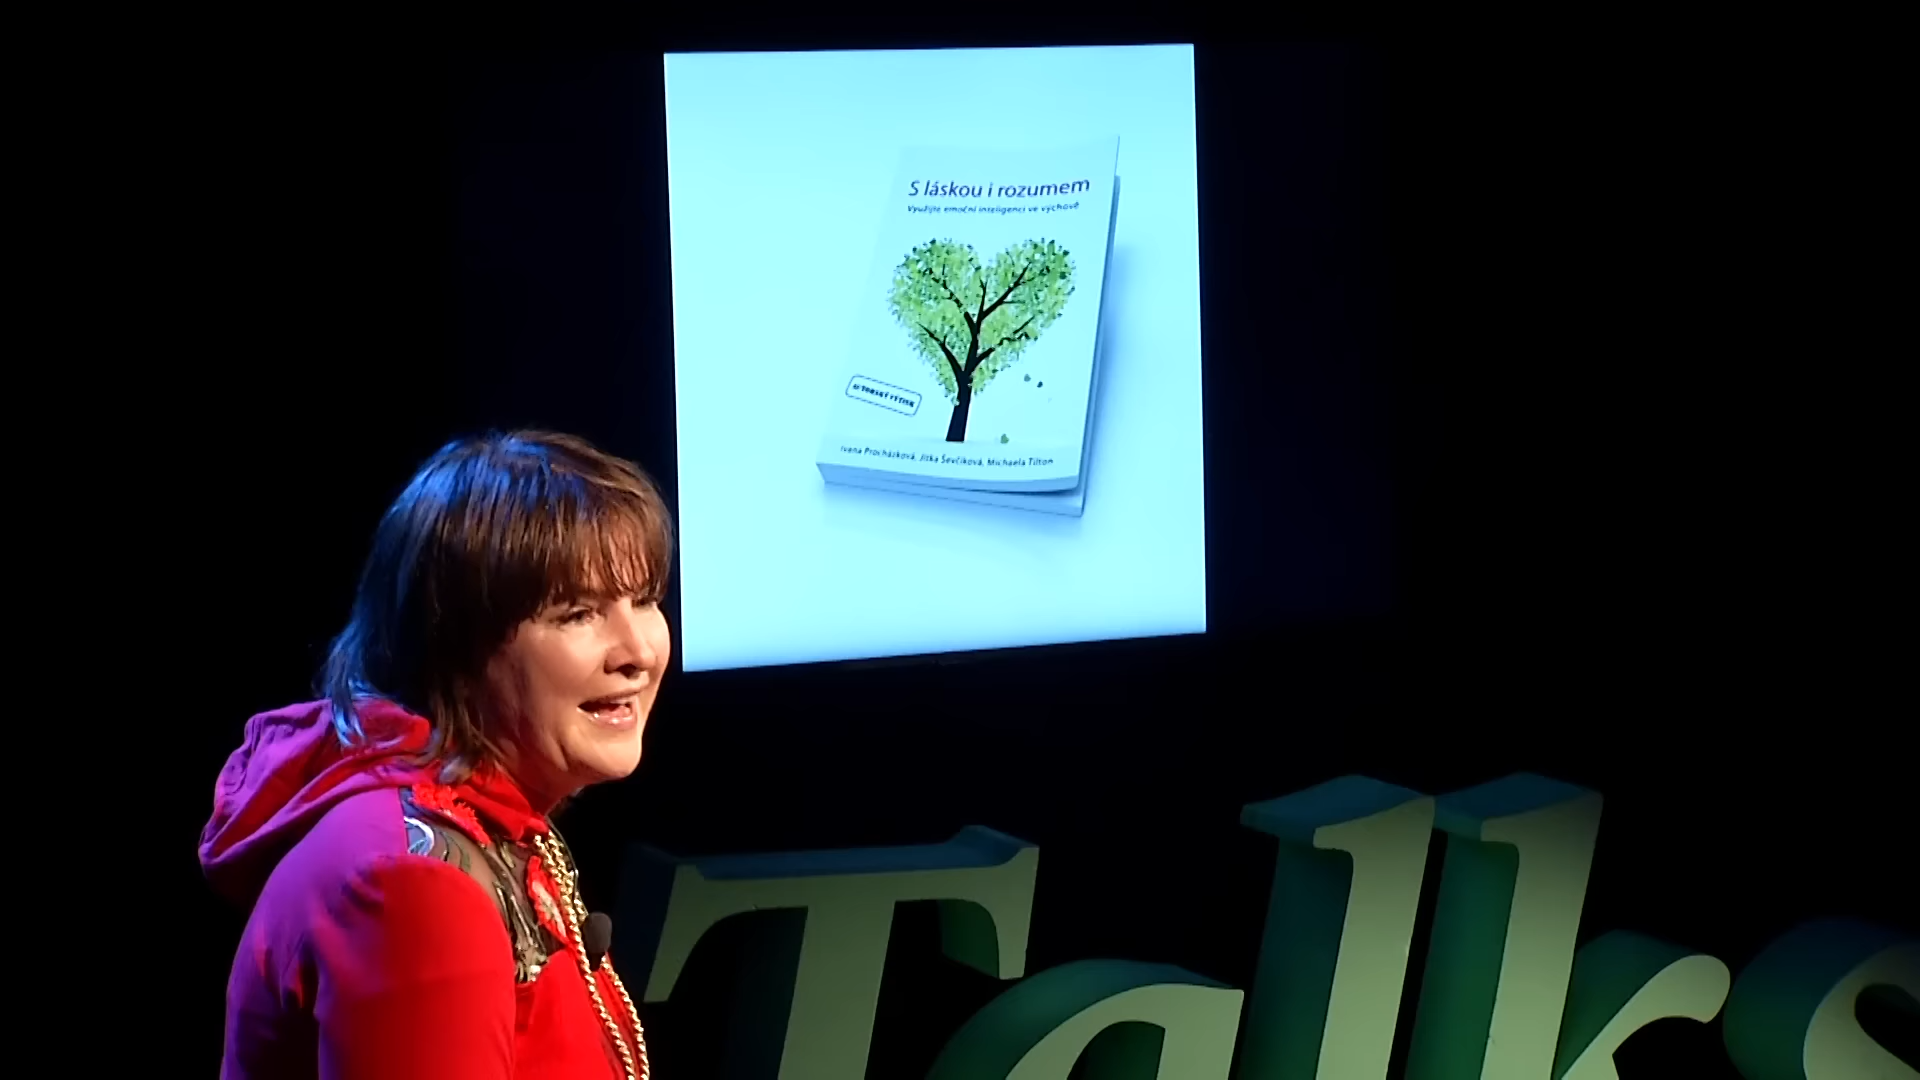 S láskou i rozumem
Využijte emoční inteligenci ve výchově
Ivana Procházková, Jitka Ševčíková, Michaela Tilton
Talks